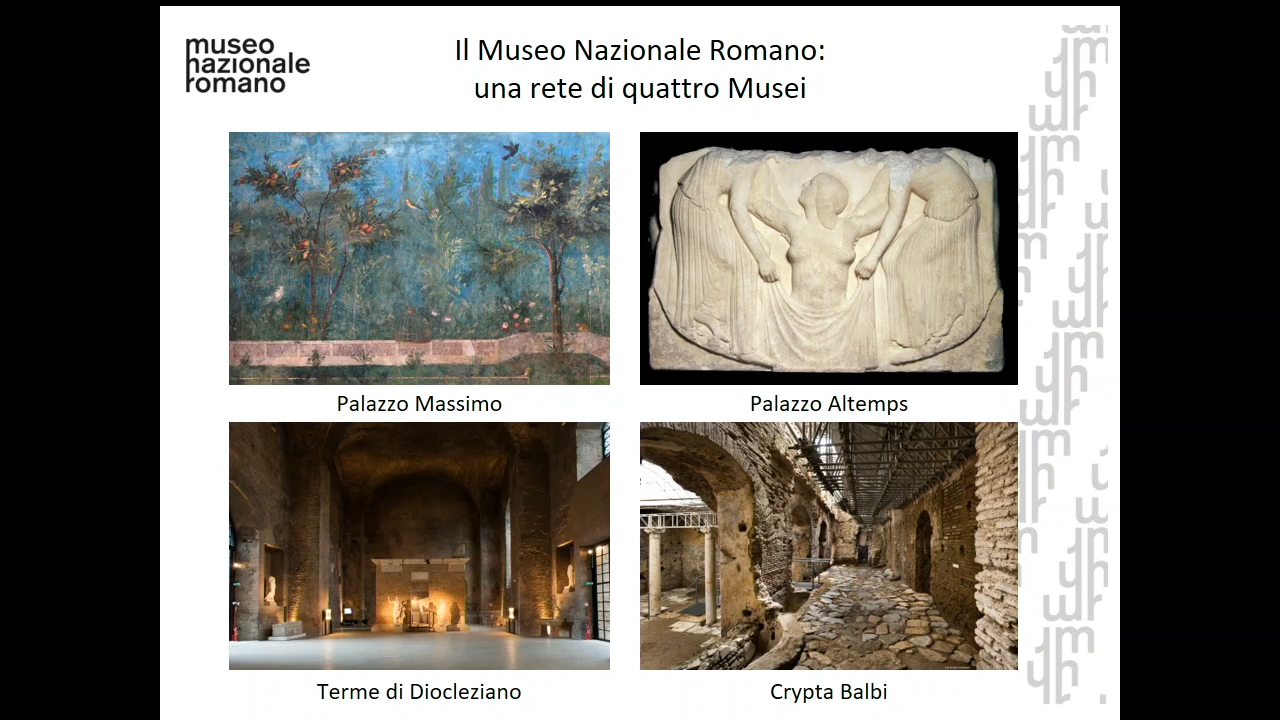 museo
nazionale
romano
Il Museo Nazionale Romano:
una rete di quattro Musei
Palazzo Massimo
Palazzo Altemps
Terme di Diocleziano
Crypta Balbi